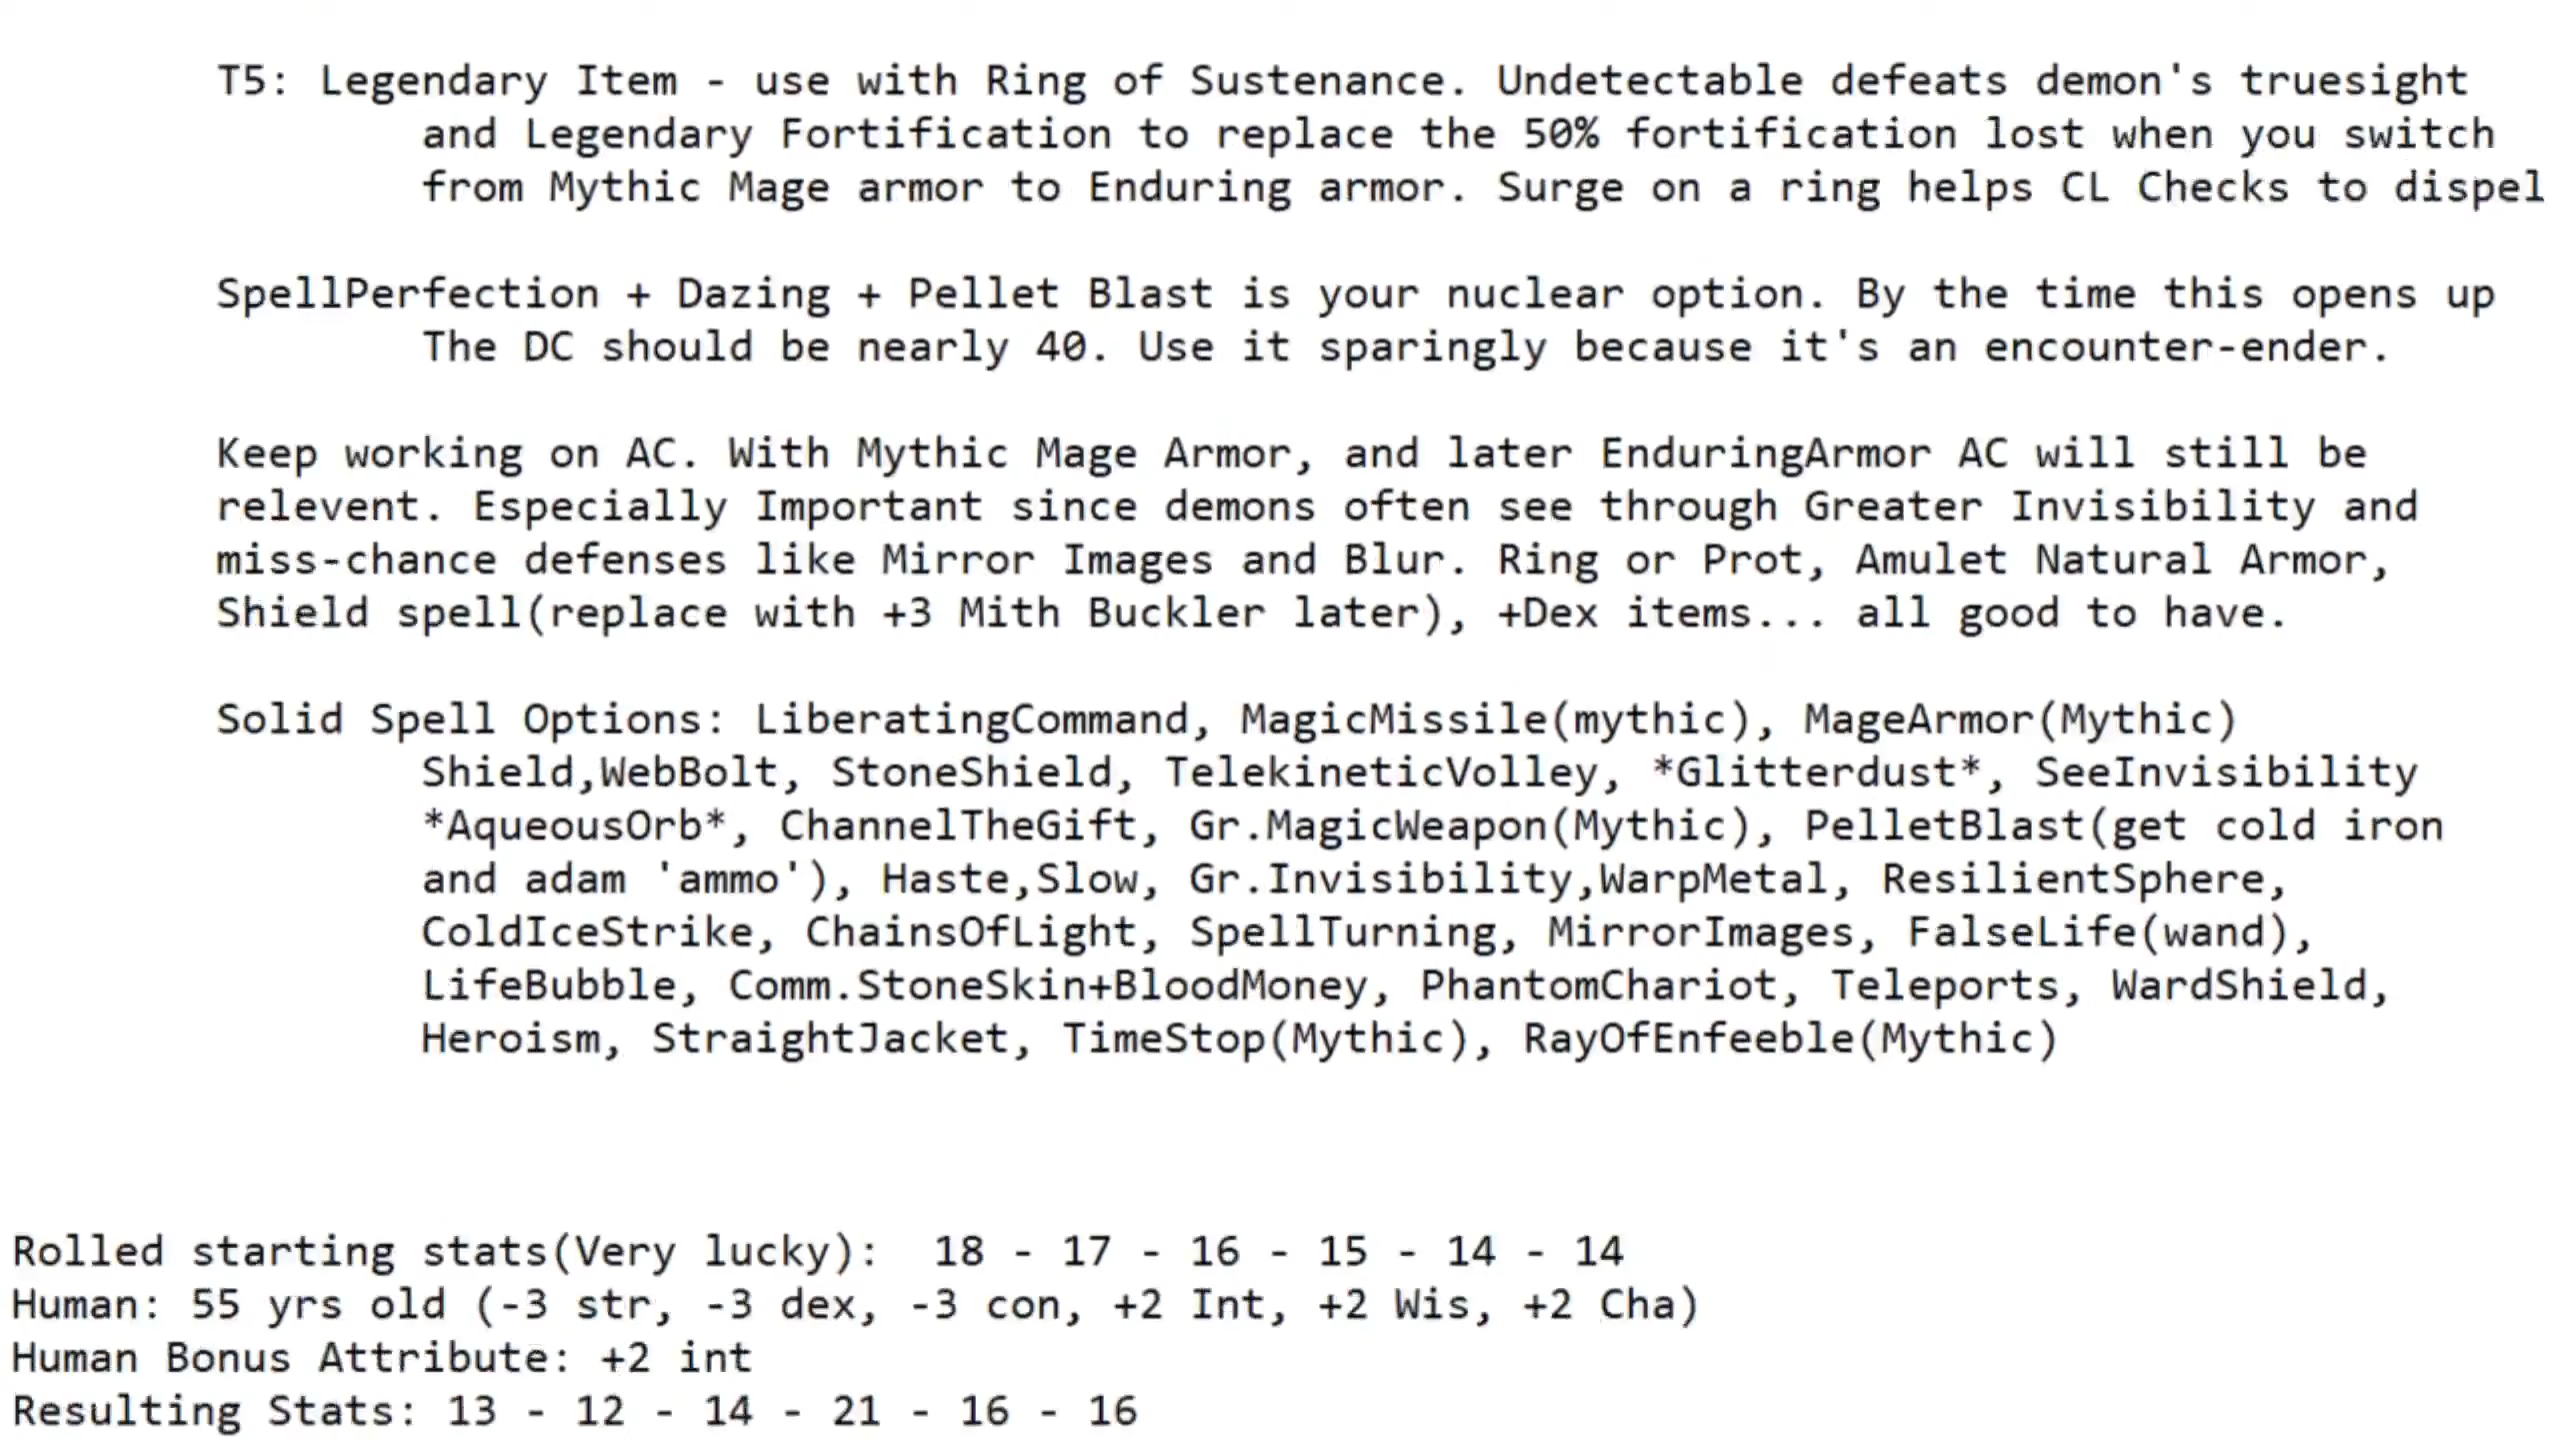 T5: Legendary Item - use with Ring of Sustenance. Undetectable defeats demon's truesight
and Legendary Fortification to replace the 50% fortification lost when you switch
from Mythic Mage armor to Enduring armor. Surge on a ring helps CL Checks to dispel
SpellPerfection + Dazing + Pellet Blast is your nuclear option. By the time this opens up
The DC should be nearly 40. Use it sparingly because it's an encounter-ender.
Keep working on AC. With Mythic Mage Armor, and later EnduringArmor AC will still be
relevent. Especially Important since demons often see through Greater Invisibility and
miss-chance defenses like Mirror Images and Blur. Ring or Prot, Amulet Natural Armor,
Shield spell(replace with +3 Mith Buckler later), +Dex items... all good to have.
Solid Spell Options: LiberatingCommand, MagicMissile(mythic), MageArmor(Mythic)
Shield,WebBolt, StoneShield, TelekineticVolley, *Glitterdust*, SeeInvisibility
*AqueousOrb*, ChannelTheGift, Gr.MagicWeapon(Mythic), PelletBlast(get cold iron
and adam 'ammo'), Haste,Slow, Gr.Invisibility,WarpMetal, ResilientSphere,
ColdIceStrike, ChainsOfLight, SpellTurning, MirrorImages, FalseLife(wand),
LifeBubble, Comm.StoneSkin+BloodMoney, PhantomChariot, Teleports, WardShield,
Heroism, StraightJacket, TimeStop(Mythic), RayOfEnfeeble(Mythic)
Rolled starting stats(Very lucky): 18 - 17 - 16 - 15 - 14 - 14
Human: 55 yrs old (-3 str, -3 dex, -3 con, +2 Int, +2 Wis, +2 Cha)
Human Bonus Attribute: +2 int
Resulting Stats: 13 - 12 - 14 - 21 - 16 - 16